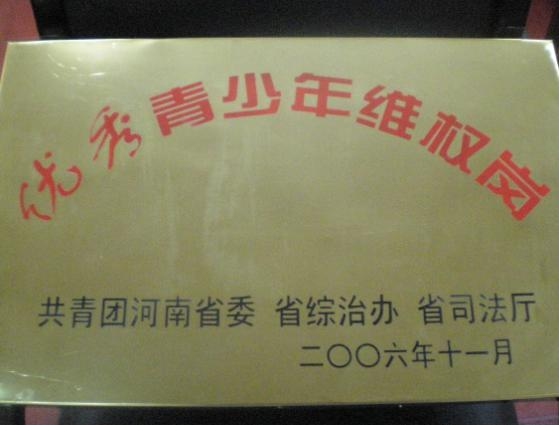 优秀青少年维权岗
共青团河南省委 省综治办 省司法厅
二〇〇六年十一月